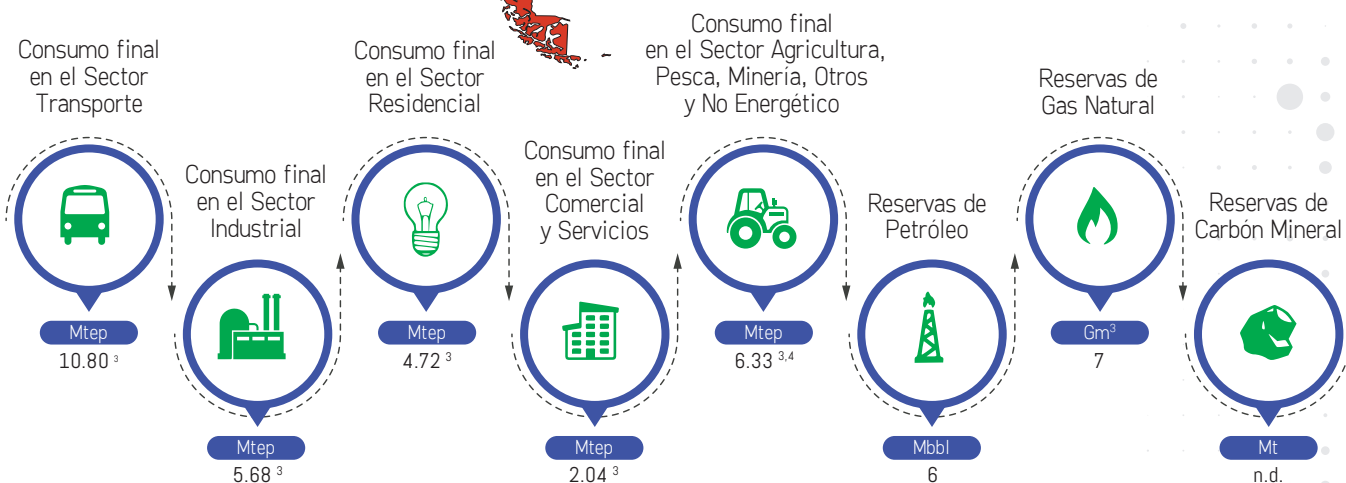 Consumo final
en el Sector
Transporte
Mtep
10.80 ³
Consumo final
en el Sector
Industrial
Mtep
5.68 ³
Consumo final
en el Sector
Residencial
Mtep
4.72 ³
Consumo final
en el Sector
Comercial
y Servicios
Mtep
2.04 ³
Consumo final
en el Sector Agricultura,
Pesca, Minería, Otros
y No Energético
Mtep
6.33 ³,⁴
Reservas de
Petróleo
Mbbl
6
Reservas de
Gas Natural
Gm³
7
Reservas de
Carbón Mineral
Mt
n.d.